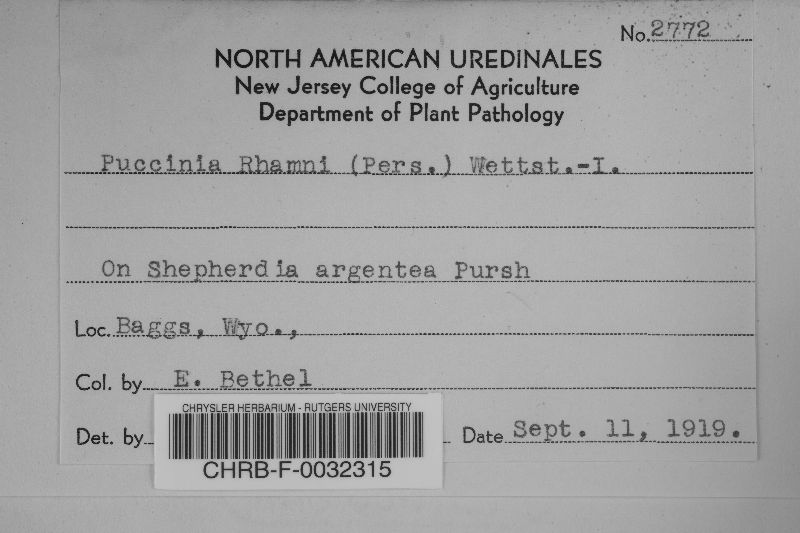 No. 2772
NORTH AMERICAN UREDINALES
New Jersey College of Agriculture
Department of Plant Pathology
Puccinia Rhamni (Pers.) Wettst.-I.
On Shepherdia argentea Pursh
Loc. Baggs, Wyo.,
Col. by E. Bethel
Det. by
Date Sept. 11, 1919.
CHRYSLER HERBARIUM - RUTGERS UNIVERSITY
CHRB-F-0032315